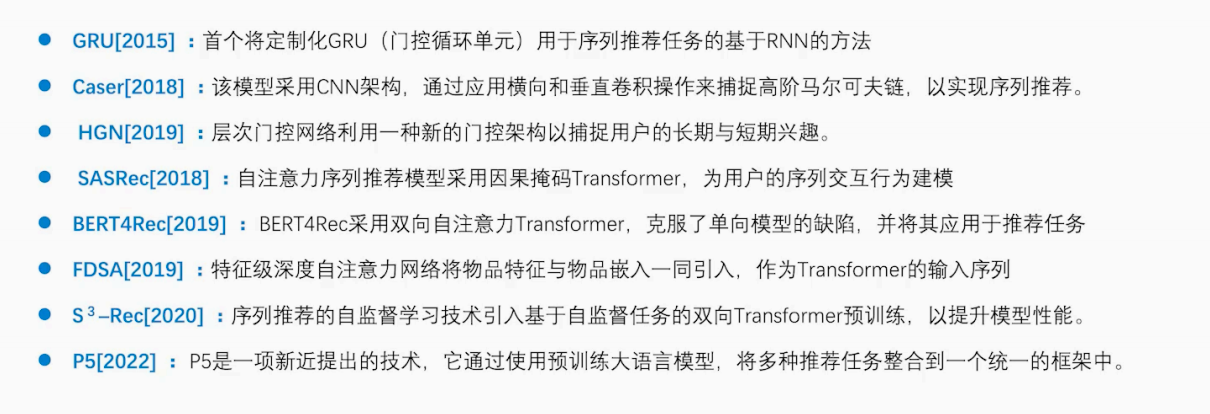 ● GRU[2015] ：首个将定制化GRU（门控循环单元）用于序列推荐任务的基于RNN的方法
● Caser[2018] ：该模型采用CNN架构，通过应用横向和垂直卷积操作来捕捉高阶马尔可夫链，以实现序列推荐。
● HGN[2019] ：层次门控网络利用一种新的门控架构以捕捉用户的长期与短期兴趣。
● SASRec[2018] ：自注意力序列推荐模型采用因果掩码Transformer，为用户的序列交互行为建模
● BERT4Rec[2019] ： BERT4Rec采用双向自注意力Transformer，克服了单向模型的缺陷，并将其应用于推荐任务
● FDSA[2019] ：特征级深度自注意力网络将物品特征与物品嵌入一同引入，作为Transformer的输入序列
● S³–Rec[2020] ：序列推荐的自监督学习技术引入基于自监督任务的双向Transformer预训练，以提升模型性能。
● P5[2022] ： P5是一项新近提出的技术，它通过使用预训练大语言模型，将多种推荐任务整合到一个统一的框架中。